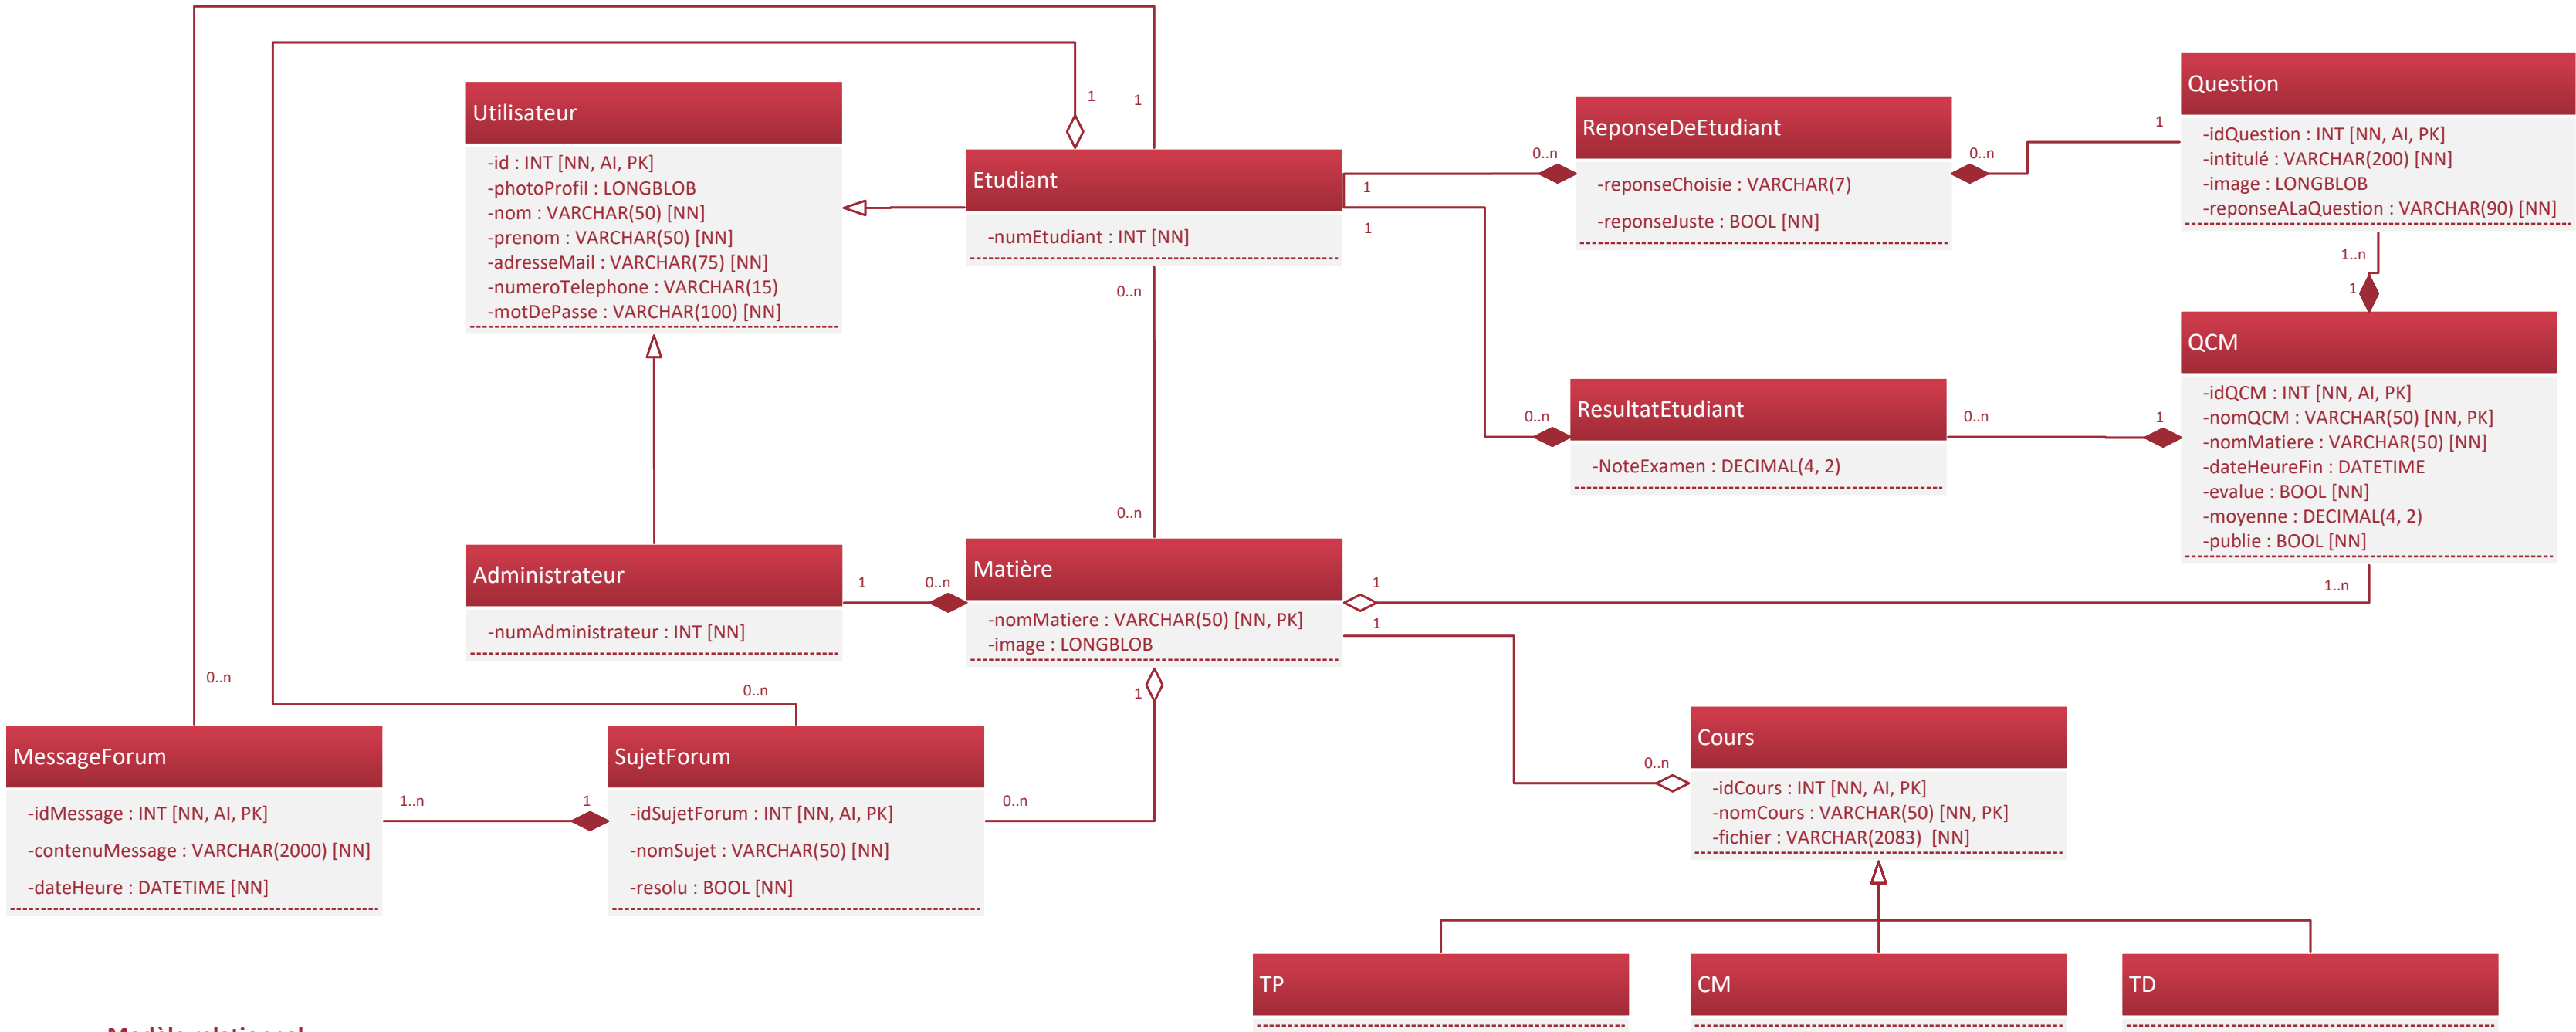 Utilisateur
-id : INT [NN, AI, PK]
-photoProfil : LONGBLOB
-nom : VARCHAR(50) [NN]
-prenom : VARCHAR(50) [NN]
-adresseMail : VARCHAR(75) [NN]
-numeroTelephone : VARCHAR(15)
-motDePasse : VARCHAR(100) [NN]
1
1
Etudiant
-numEtudiant : INT [NN]
1
1
0..n
0..n
ReponseDeEtudiant
-reponseChoisie : VARCHAR(7)
-reponseJuste : BOOL [NN]
0..n
0..n
1
Question
-idQuestion : INT [NN, AI, PK]
-intitulé : VARCHAR(200) [NN]
-image : LONGBLOB
-reponseALaQuestion : VARCHAR(90) [NN]
1..n
1
QCM
-idQCM : INT [NN, AI, PK]
-nomQCM : VARCHAR(50) [NN, PK]
-nomMatiere : VARCHAR(50) [NN]
-dateHeureFin : DATETIME
-evalue : BOOL [NN]
-moyenne : DECIMAL(4, 2)
-publie : BOOL [NN]
1..n
0..n
ResultatEtudiant
-NoteExamen : DECIMAL(4, 2)
0..n
1
Administrateur
-numAdministrateur : INT [NN]
1
0..n
Matière
-nomMatiere : VARCHAR(50) [NN, PK]
-image : LONGBLOB
1
1
1
0..n
0..n
MessageForum
-idMessage : INT [NN, AI, PK]
-contenuMessage : VARCHAR(2000) [NN]
-dateHeure : DATETIME [NN]
1..n
1
SujetForum
-idSujetForum : INT [NN, AI, PK]
-nomSujet : VARCHAR(50) [NN]
-resolu : BOOL [NN]
0..n
0..n
Cours
-idCours : INT [NN, AI, PK]
-nomCours : VARCHAR(50) [NN, PK]
-fichier : VARCHAR(2083) [NN]
TP
CM
TD
Modèle relationnel